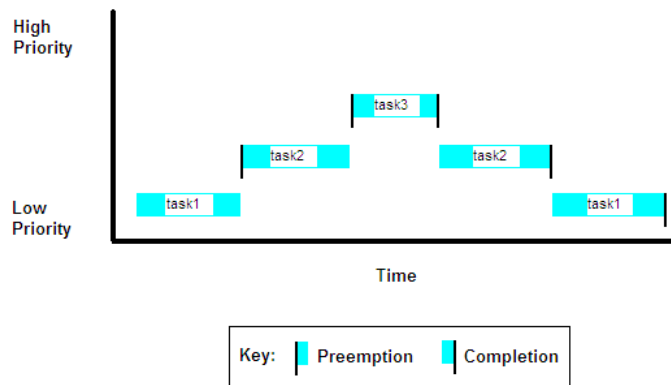 High
Priority
task3
task2
task2
task1
task1
Low
Priority
Time
Key: Preemption Completion